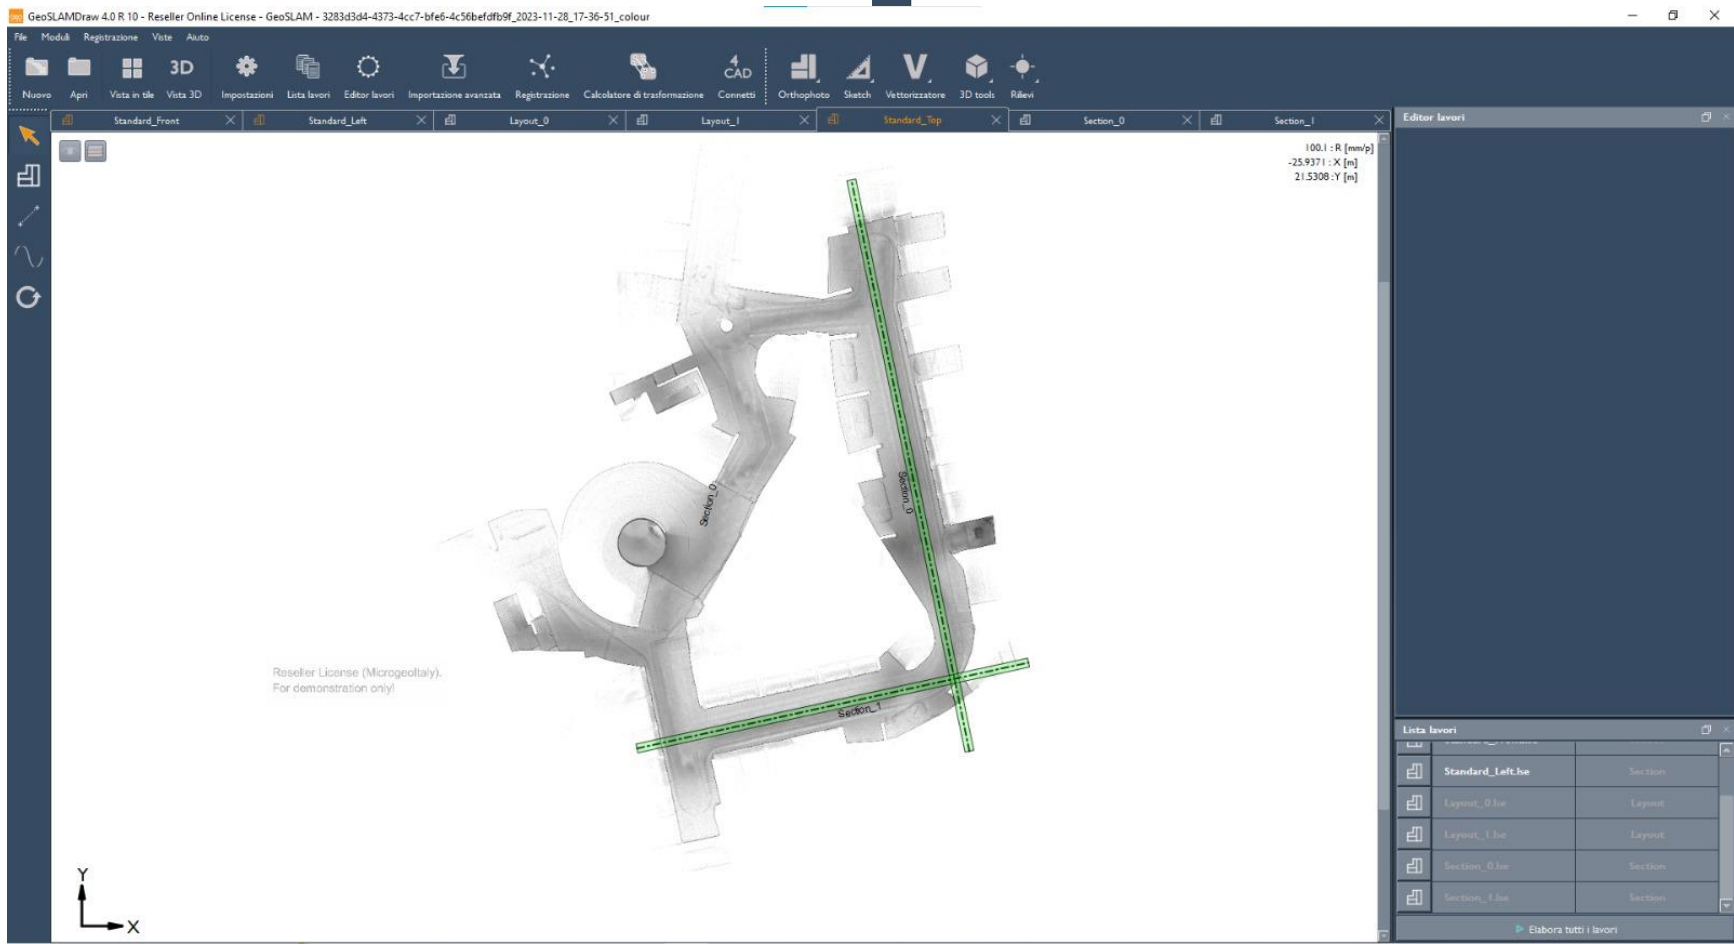 GeoSLAMDraw 4.0 R 10 - Reseller Online License - GeoSLAM - 3283d3d4-4373-4cc7-bfe6-4c56befdfb9f_2023-11-28_17-36-51_colour
File Moduli Registrazione Viste Aiuto
3D 4 CAD V
Nuovo Apri Vista in tile Vista 3D Impostazioni Lista lavori Editor lavori Importazione avanzata Registrazione Calcolatore di trasformazione Connetti Orthophoto Sketch Vettorizzatore 3D tools Rilievi
Standard_Front Standard_Left Layout_0 Layout_1 Standard_Top Section_0 Section_1 Editor lavori
100.1 : R [mm/p]
-25.9371 : X [m]
21.5308 :Y [m]
Section_0
Section_0
Reseller License (MicrogeoItaly).
For demonstration only!
Section_1
Lista lavori
Standard_Left.lse Section
Layout_0.lse Layout
Layout_1.lse Layout
Section_0.lse Section
Section_1.lse Section
Elabora tutti i lavori
Y
X